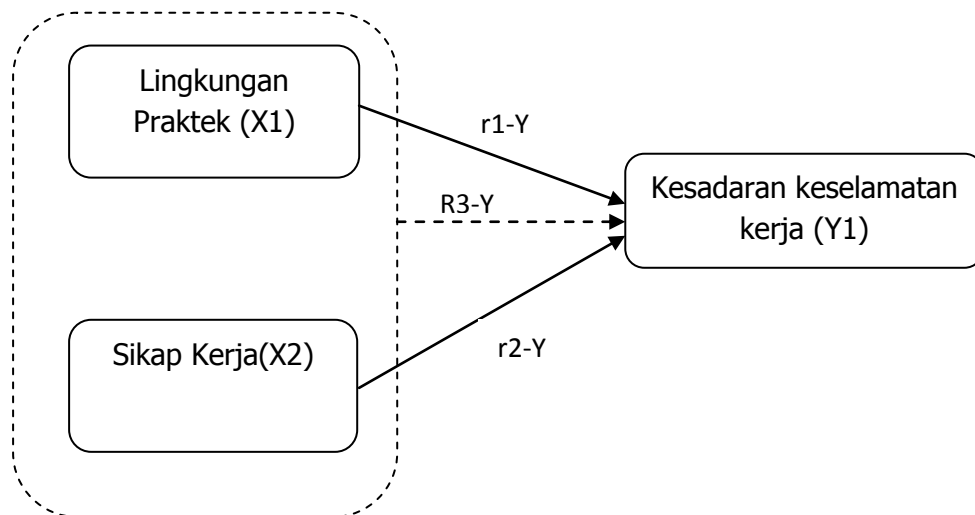 Lingkungan
Praktek (X1)
r1-Y
R3-Y
Kesadaran keselamatan
kerja (Y1)
Sikap Kerja(X2)
r2-Y